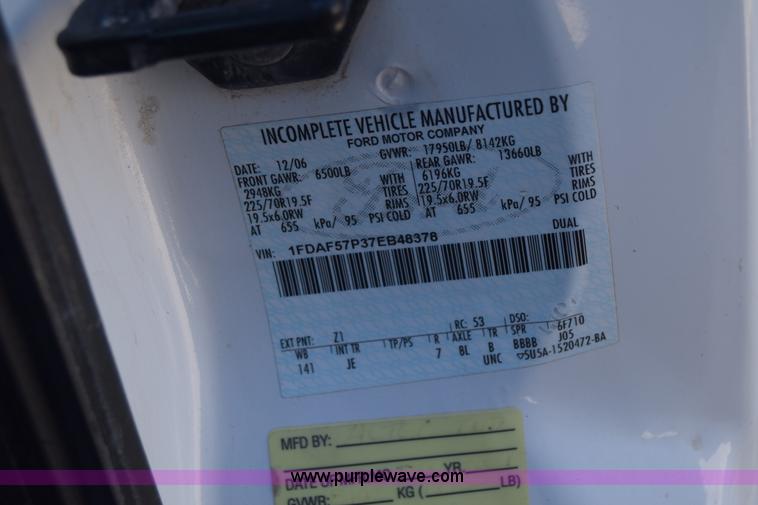 INCOMPLETE VEHICLE MANUFACTURED BY
FORD MOTOR COMPANY
DATE: 12/06 GVWR: 17950LB/ 8142KG
FRONT GAWR: 6500LB REAR GAWR: 13660LB
2948KG WITH 6196KG WITH
225/70R19.5F TIRES 225/70R19.5F TIRES
19.5x6.0RW RIMS 19.5x6.0RW RIMS
AT 655 kPa/ 95 PSI COLD AT 655 kPa/ 95 PSI COLD
VIN: 1FDAF57P37EB48378 DUAL
EXT PNT: Z1 RC: 53 DSO:
WB INT TR TP/PS R AXLE TR SPR 6F710
141 JE 7 BL B BBBB J05
UNC 5U5A-1520472-BA
MFD BY:
YR.
www.purplewave.com
GVWR: KG ( LB)